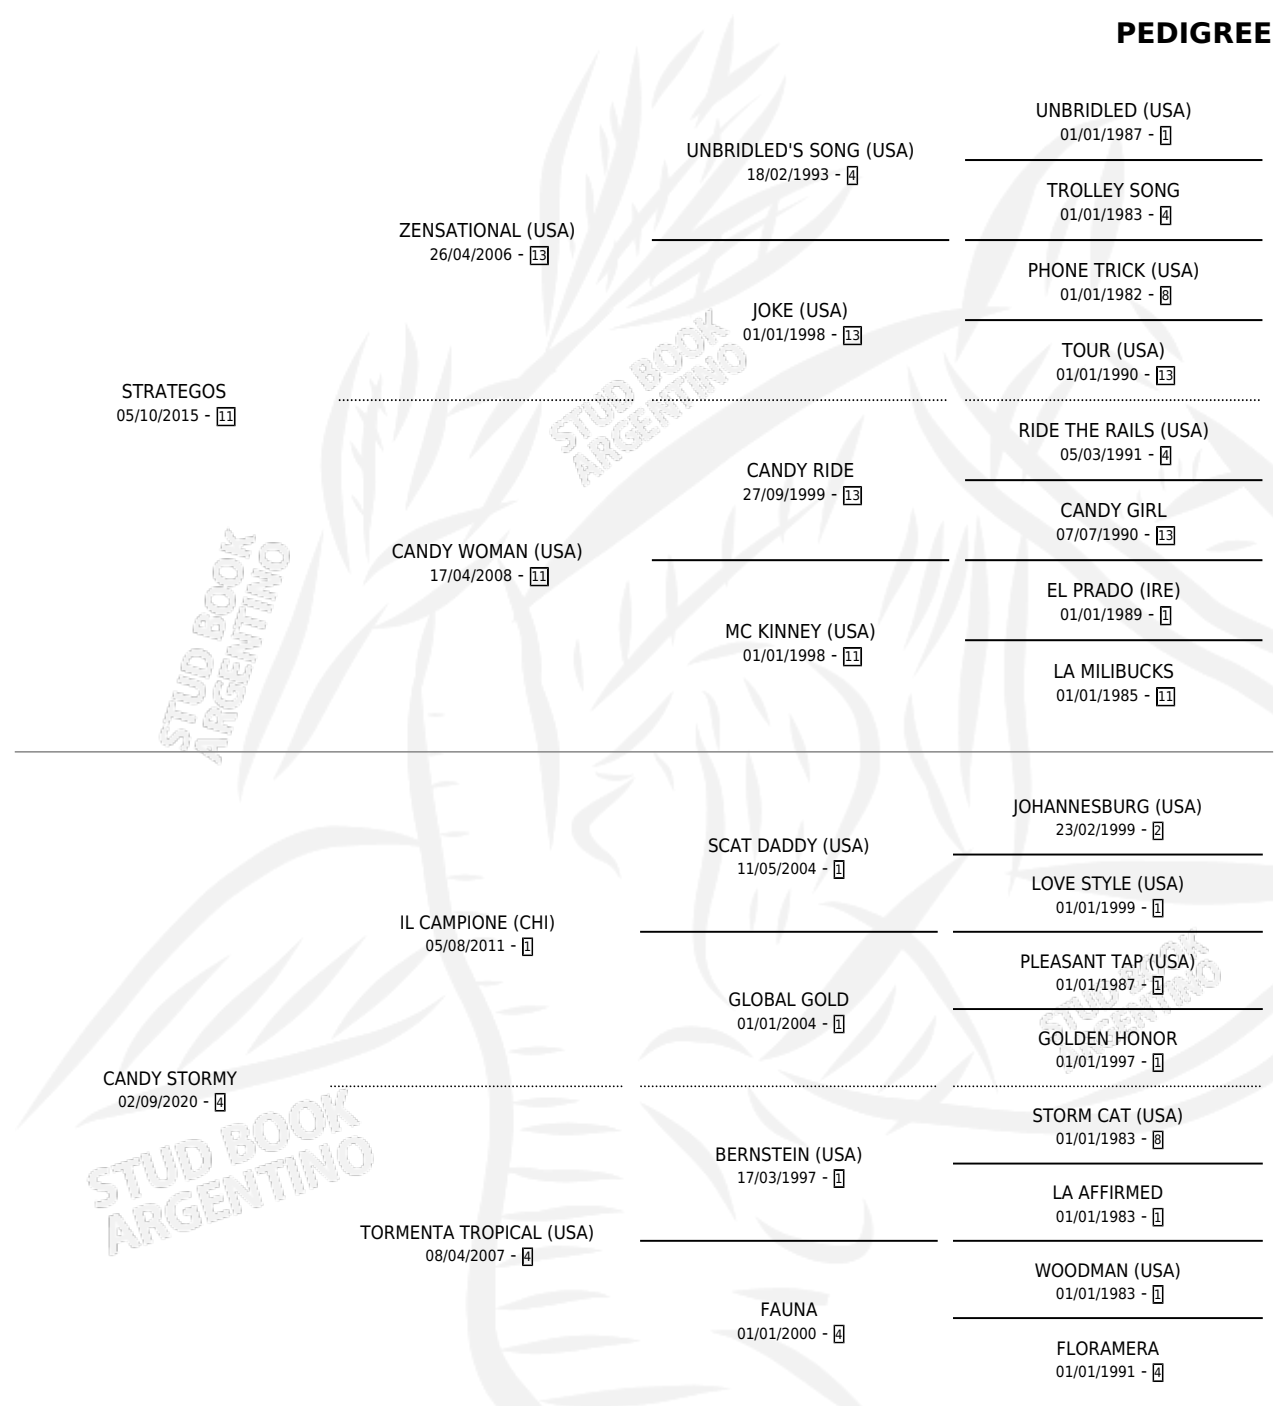 PEDIGREE
UNBRIDLED (USA)
01/01/1987 - 1
UNBRIDLED'S SONG (USA)
18/02/1993 - 4
TROLLEY SONG
01/01/1983 - 4
ZENSATIONAL (USA)
26/04/2006 - 13
PHONE TRICK (USA)
01/01/1982 - 8
JOKE (USA)
01/01/1998 - 13
TOUR (USA)
01/01/1990 - 13
STRATEGOS
05/10/2015 - 11
RIDE THE RAILS (USA)
05/03/1991 - 4
CANDY RIDE
27/09/1999 - 13
CANDY GIRL
07/07/1990 - 13
CANDY WOMAN (USA)
17/04/2008 - 11
EL PRADO (IRE)
01/01/1989 - 1
MC KINNEY (USA)
01/01/1998 - 11
LA MILIBUCKS
01/01/1985 - 11
JOHANNESBURG (USA)
23/02/1999 - 2
SCAT DADDY (USA)
11/05/2004 - 1
LOVE STYLE (USA)
01/01/1999 - 1
IL CAMPIONE (CHI)
05/08/2011 - 1
PLEASANT TAP (USA)
01/01/1987 - 1
GLOBAL GOLD
01/01/2004 - 1
GOLDEN HONOR
01/01/1997 - 1
CANDY STORMY
02/09/2020 - 4
STORM CAT (USA)
01/01/1983 - 8
BERNSTEIN (USA)
17/03/1997 - 1
LA AFFIRMED
01/01/1983 - 1
TORMENTA TROPICAL (USA)
08/04/2007 - 4
WOODMAN (USA)
01/01/1983 - 1
FAUNA
01/01/2000 - 4
FLORAMERA
01/01/1991 - 4
STUD BOOK
ARGENTINO
STUD BOOK
ARGENTINO
STUD BOOK
ARGENTINO
STUD BOOK
ARGENTINO